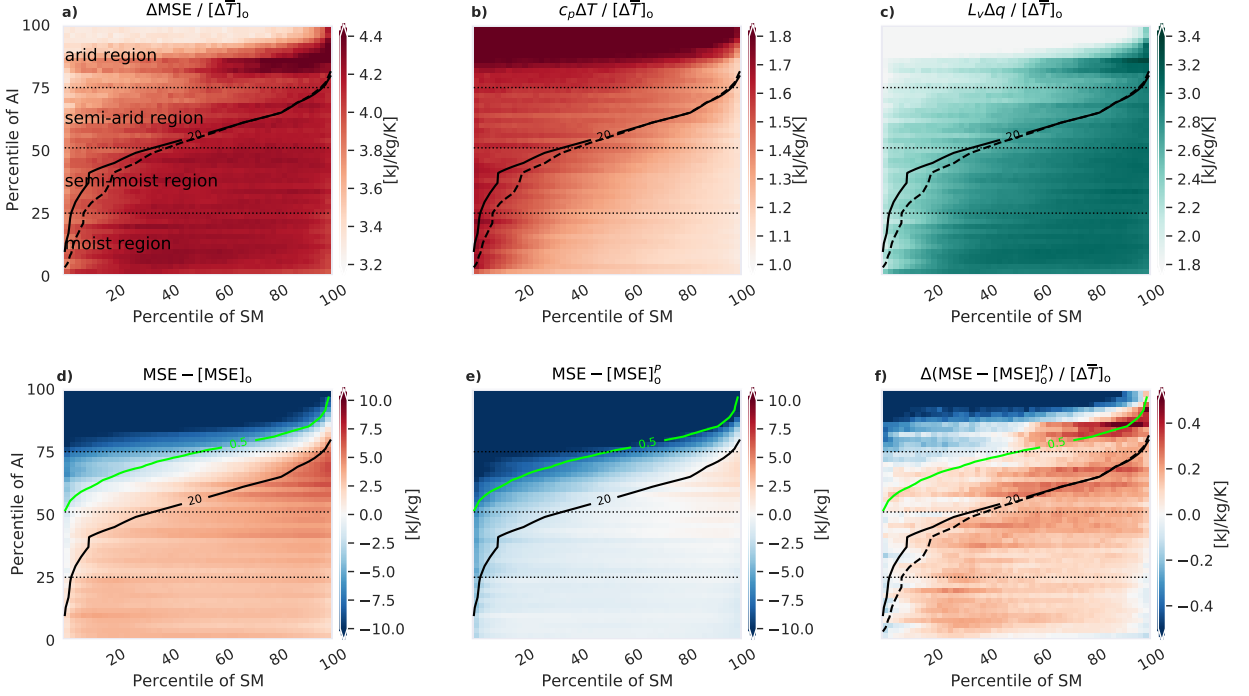 a) ΔMSE / [ΔT̅]ₒ
b) cₚΔT / [ΔT̅]ₒ
c) LᵥΔq / [ΔT̅]ₒ
Percentile of AI
100
75
50
25
0
arid region
semi-arid region
semi-moist region
moist region
20
20 40 60 80 100
Percentile of SM
4.4
4.2
4.0
3.8
3.6
3.4
3.2
[kJ/kg/K]
20
20 40 60 80 100
Percentile of SM
1.8
1.7
1.6
1.5
1.4
1.3
1.2
1.1
1.0
[kJ/kg/K]
20
20 40 60 80 100
Percentile of SM
3.4
3.2
3.0
2.8
2.6
2.4
2.2
2.0
1.8
[kJ/kg/K]
d) MSE − [MSE]ₒ
e) MSE − [MSE]ₒᵖ
f) Δ(MSE − [MSE]ₒᵖ) / [ΔT̅]ₒ
Percentile of AI
100
75
50
25
0
0.5
20
20 40 60 80 100
Percentile of SM
10.0
7.5
5.0
2.5
0.0
−2.5
−5.0
−7.5
−10.0
[kJ/kg]
0.5
20
20 40 60 80 100
Percentile of SM
10.0
7.5
5.0
2.5
0.0
−2.5
−5.0
−7.5
−10.0
[kJ/kg]
0.5
20
20 40 60 80 100
Percentile of SM
0.4
0.2
0.0
−0.2
−0.4
[kJ/kg/K]